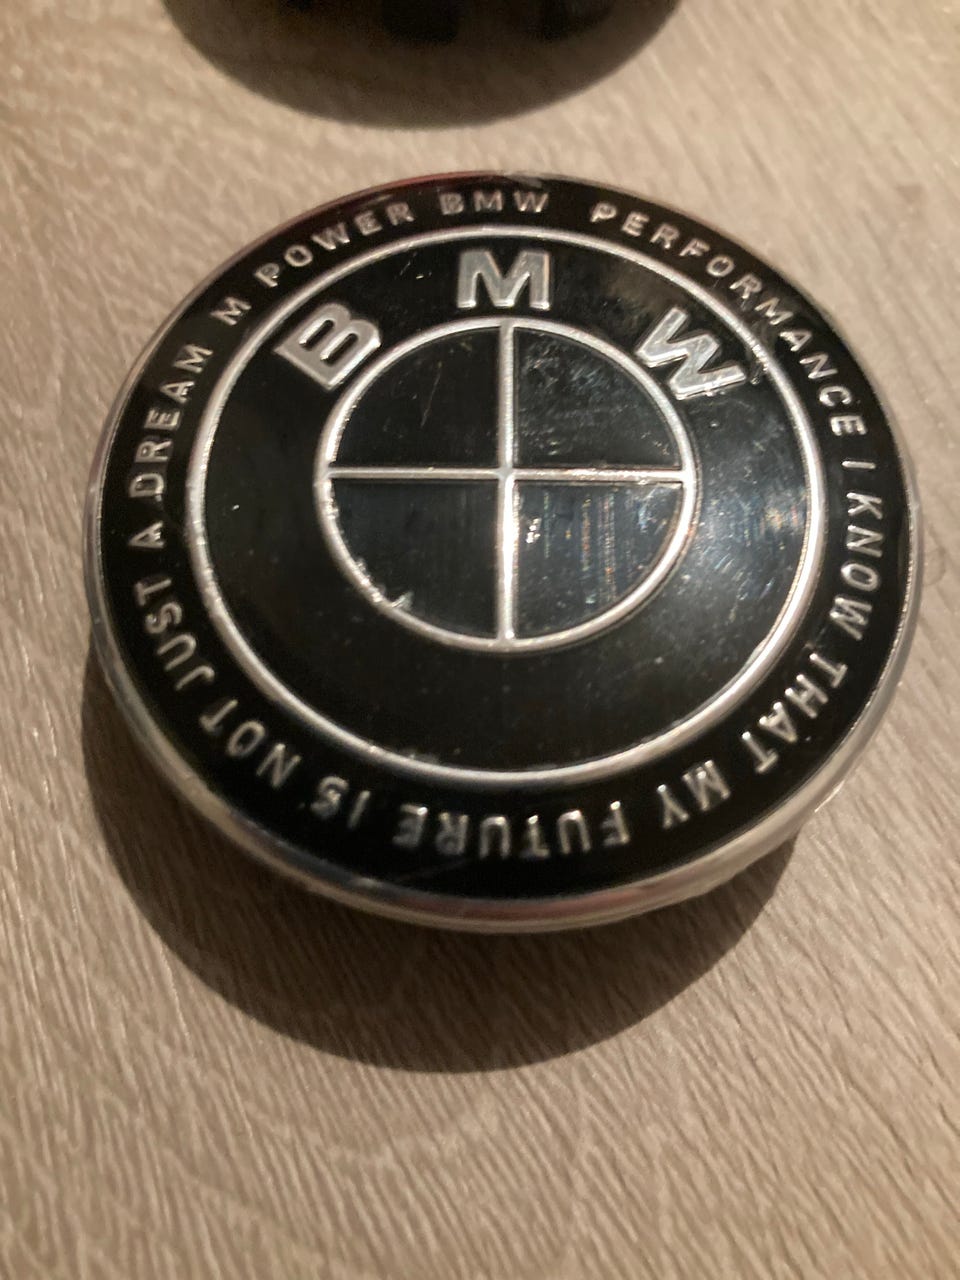 M POWER BMW PERFORMANCE I KNOW THAT MY FUTURE IS NOT JUST A DREAM
BMW